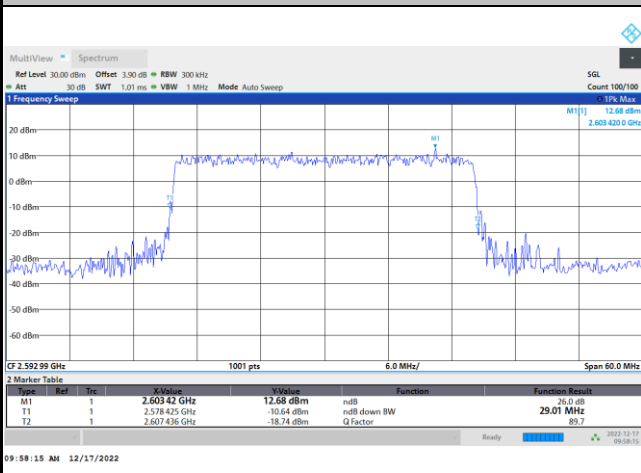 MultiView Spectrum
Ref Level 30.00 dBm Offset 3.90 dB RBW 300 kHz SGL
Att 30 dB SWT 1.01 ms VBW 1 MHz Mode Auto Sweep Count 100/100
1 Frequency Sweep 1Pk Max
M1[1] 12.68 dBm
2.603 420 0 GHz
20 dBm
M1
10 dBm
0 dBm
T1
-10 dBm
T2
-20 dBm
-30 dBm
-40 dBm
-50 dBm
-60 dBm
CF 2.592 99 GHz 1001 pts 6.0 MHz/ Span 60.0 MHz
2 Marker Table
Type Ref Trc X-Value Y-Value Function Function Result
M1 1 2.603 42 GHz 12.68 dBm ndB 26.0 dB
T1 1 2.578 425 GHz -10.64 dBm ndB down BW 29.01 MHz
T2 1 2.607 436 GHz -18.74 dBm Q Factor 89.7
Ready 2022-12-17
09:58:15
09:58:15 AM 12/17/2022